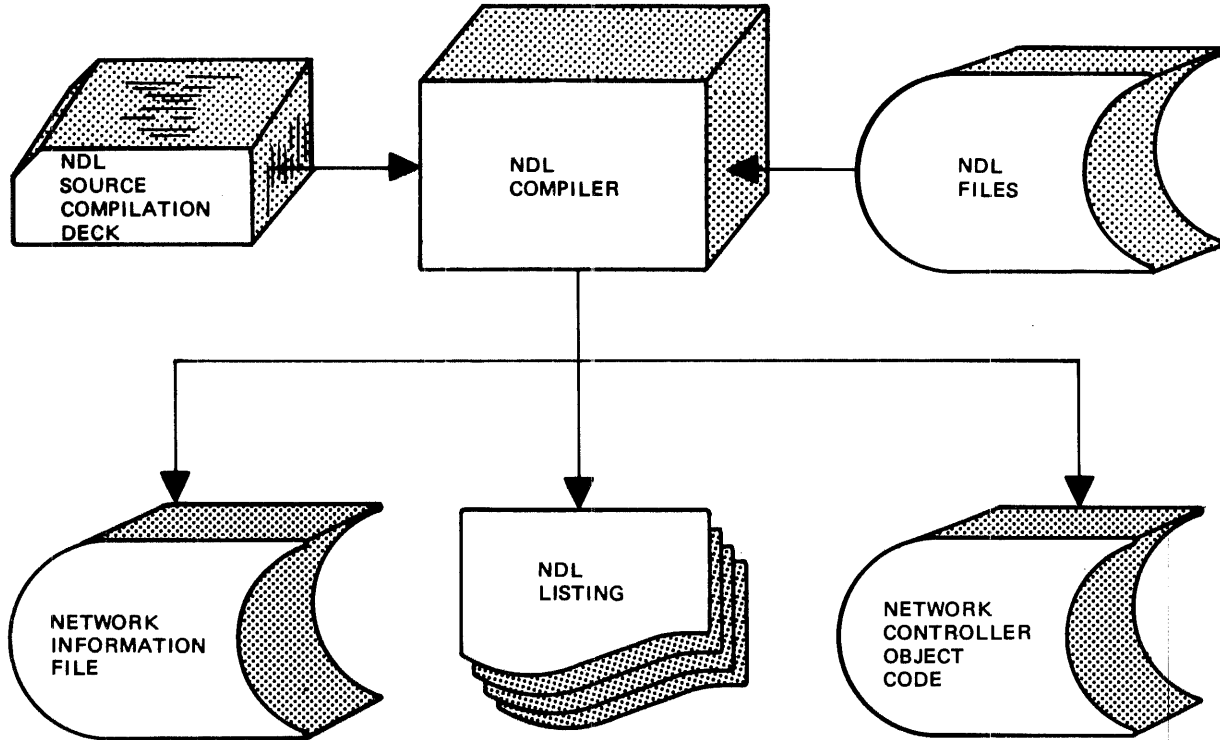 NDL
SOURCE
COMPILATION
DECK
NDL
COMPILER
NDL
FILES
NETWORK
INFORMATION
FILE
NDL
LISTING
NETWORK
CONTROLLER
OBJECT
CODE